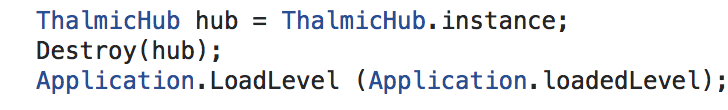 ThalmicHub hub = ThalmicHub.instance;
Destroy(hub);
Application.LoadLevel (Application.loadedLevel);